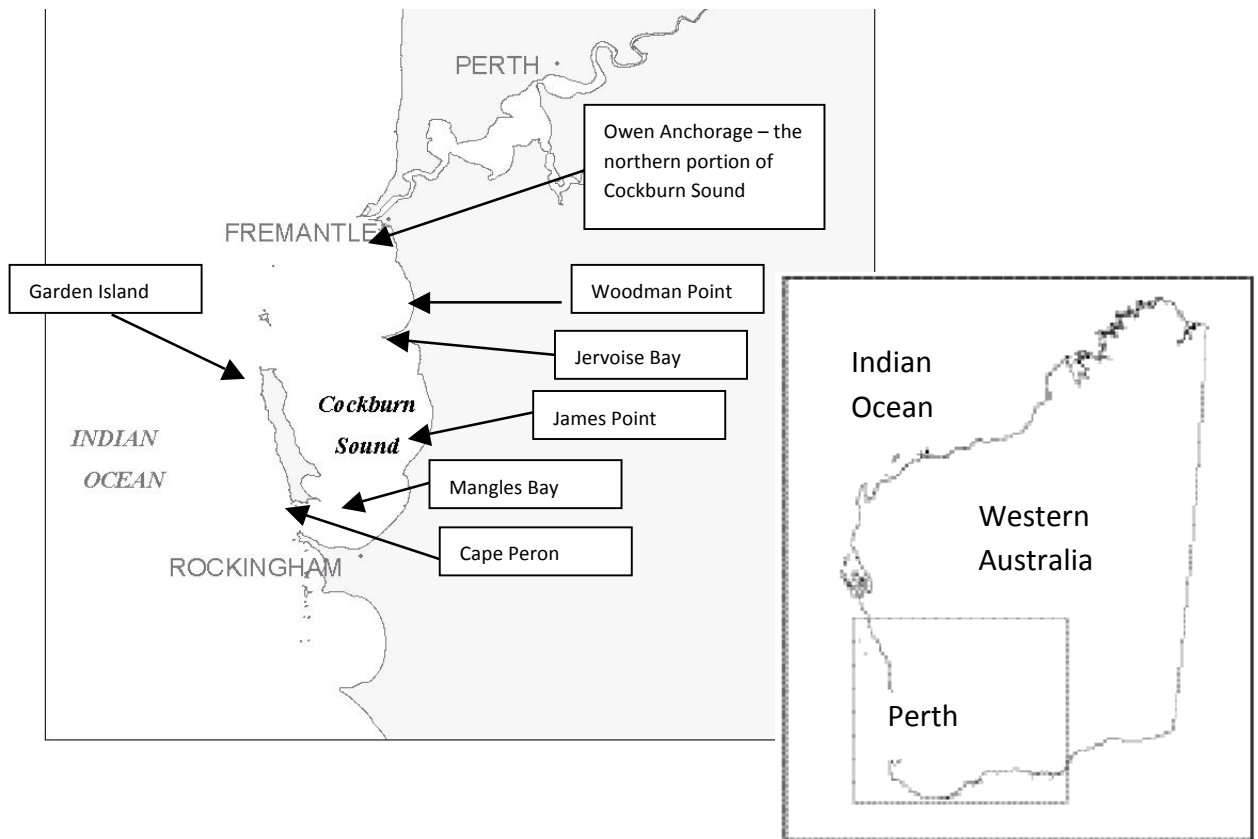 PERTH
Owen Anchorage – the
northern portion of
Cockburn Sound
FREMANTLE
Garden Island
Woodman Point
Jervoise Bay
Cockburn
Sound
James Point
INDIAN
OCEAN
Mangles Bay
Cape Peron
ROCKINGHAM
Indian
Ocean
Western
Australia
Perth